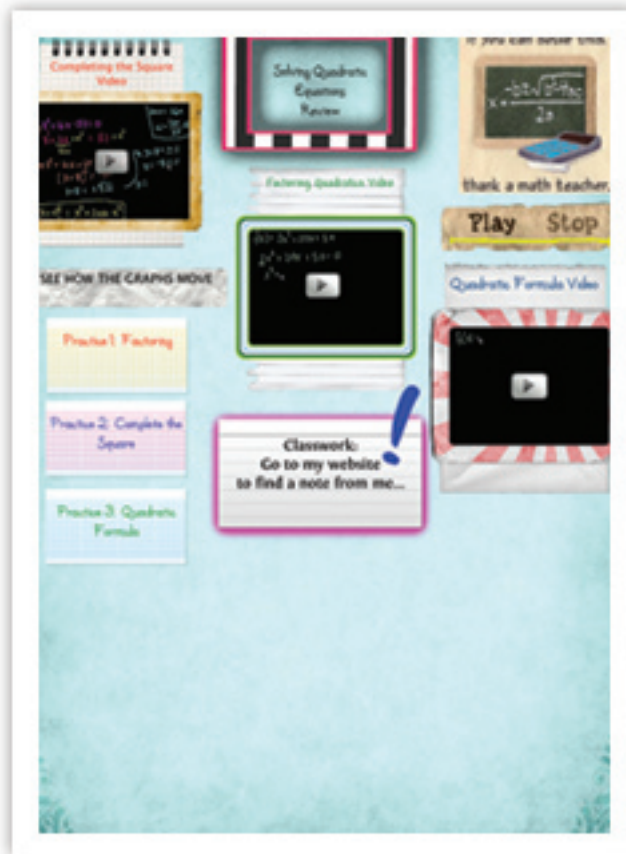 Completing the Square
Video
Solving Quadratic
Equations
Review
If you can solve this,
2a
thank a math teacher.
Play Stop
Factoring Quadratics Video
SEE HOW THE GRAPHS MOVE
Quadratic Formula Video
Practice 1: Factoring
Practice 2: Complete the
Square
Practice 3: Quadratic
Formula
Classwork:
Go to my website
to find a note from me...
!